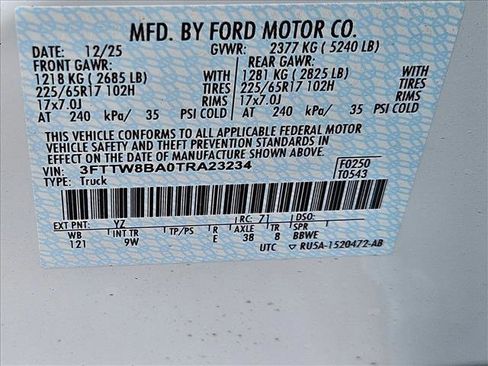 MFD. BY FORD MOTOR CO.
DATE: 12/25 GVWR: 2377 KG ( 5240 LB)
FRONT GAWR: REAR GAWR:
1218 KG ( 2685 LB) WITH 1281 KG ( 2825 LB) WITH
225/65R17 102H TIRES 225/65R17 102H TIRES
17x7.0J RIMS 17x7.0J RIMS
AT 240 kPa/ 35 PSI COLD AT 240 kPa/ 35 PSI COLD
THIS VEHICLE CONFORMS TO ALL APPLICABLE FEDERAL MOTOR
VEHICLE SAFETY AND THEFT PREVENTION STANDARDS IN EFFECT
ON THE DATE OF MANUFACTURE SHOWN ABOVE.
VIN: 3FTTW8BA0TRA23234 F0250
TYPE: Truck T0543
EXT PNT: YZ RC: 71 DSO:
WB INT TR TP/PS R AXLE TR SPR
121 9W E 38 8 BBWE
UTC RU5A-1520472-AB